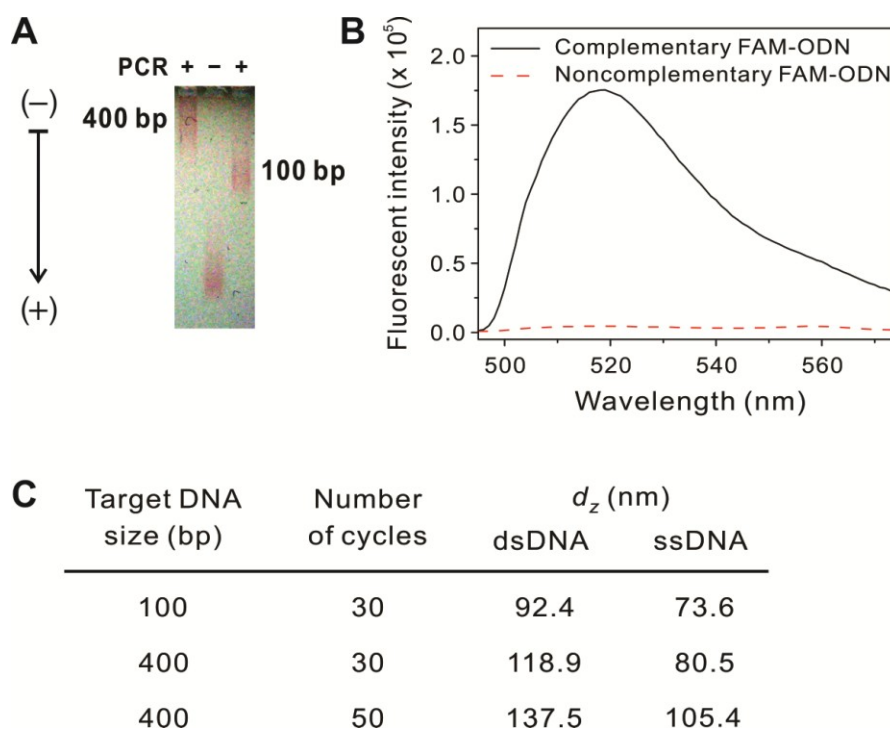 A
PCR + − +
(−)
400 bp
100 bp
(+)
B
Complementary FAM-ODN
Noncomplementary FAM-ODN
Fluorescent intensity (x 10⁵)
2.0
1.5
1.0
0.5
0.0
500 520 540 560
Wavelength (nm)
C
Target DNA Number d_z (nm)
size (bp) of cycles dsDNA ssDNA
100 30 92.4 73.6
400 30 118.9 80.5
400 50 137.5 105.4